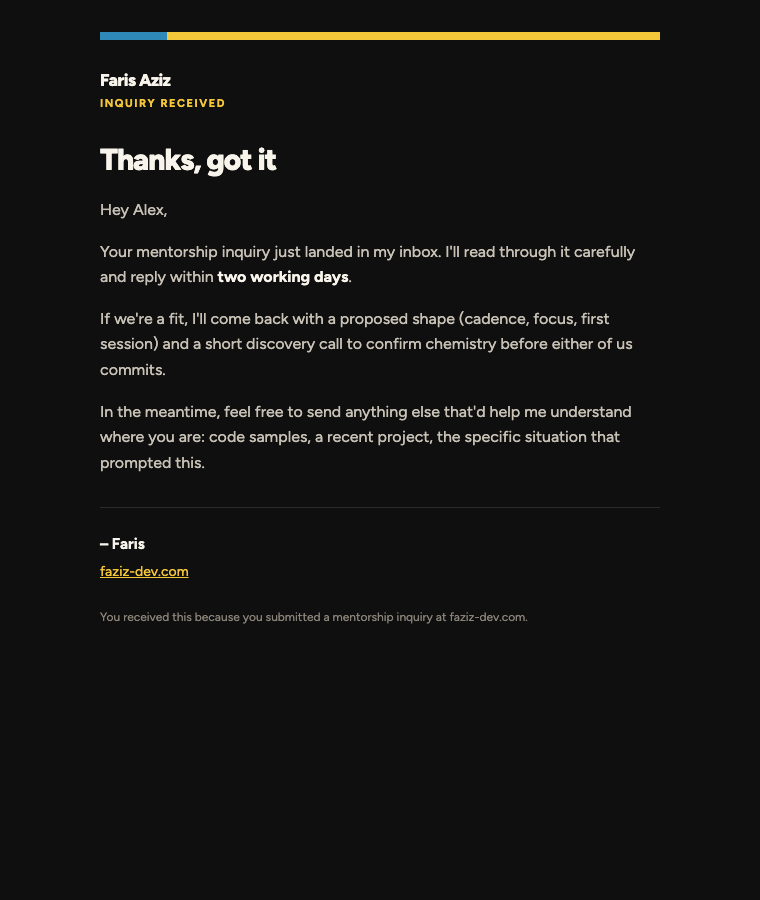 Faris Aziz
INQUIRY RECEIVED
Thanks, got it
Hey Alex,
Your mentorship inquiry just landed in my inbox. I'll read through it carefully
and reply within two working days.
If we're a fit, I'll come back with a proposed shape (cadence, focus, first
session) and a short discovery call to confirm chemistry before either of us
commits.
In the meantime, feel free to send anything else that'd help me understand
where you are: code samples, a recent project, the specific situation that
prompted this.
– Faris
faziz-dev.com
You received this because you submitted a mentorship inquiry at faziz-dev.com.